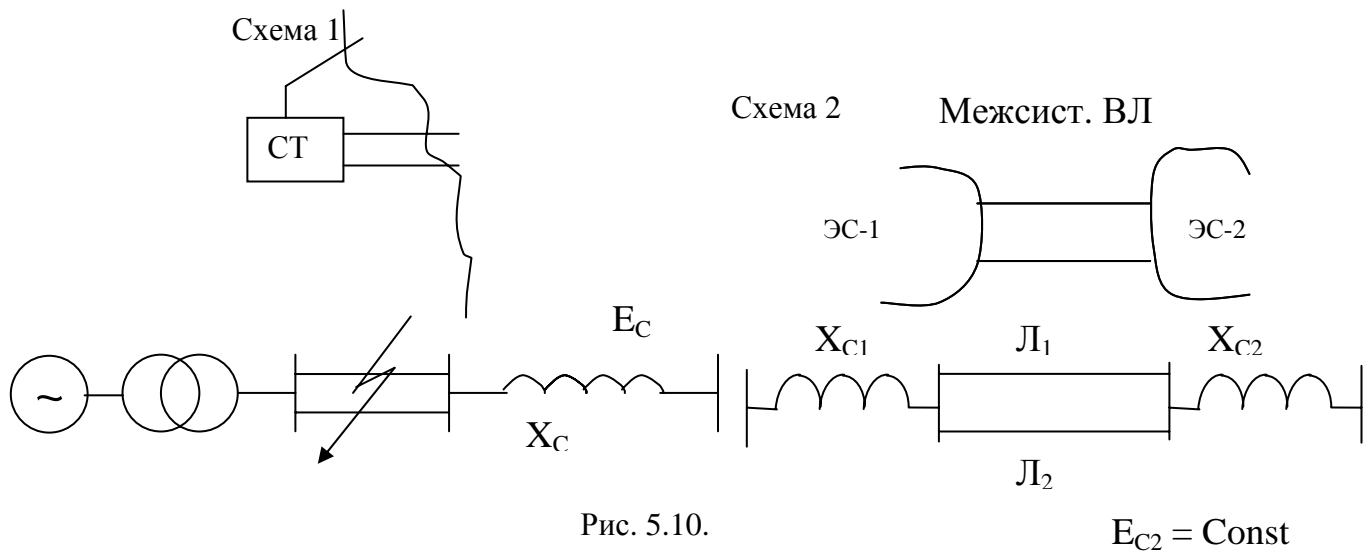 Схема 1
СТ
Схема 2
Межсист. ВЛ
ЭС-1
ЭС-2
E_C
X_C
X_C1
Л_1
X_C2
~
Л_2
Рис. 5.10.
E_C2 = Const